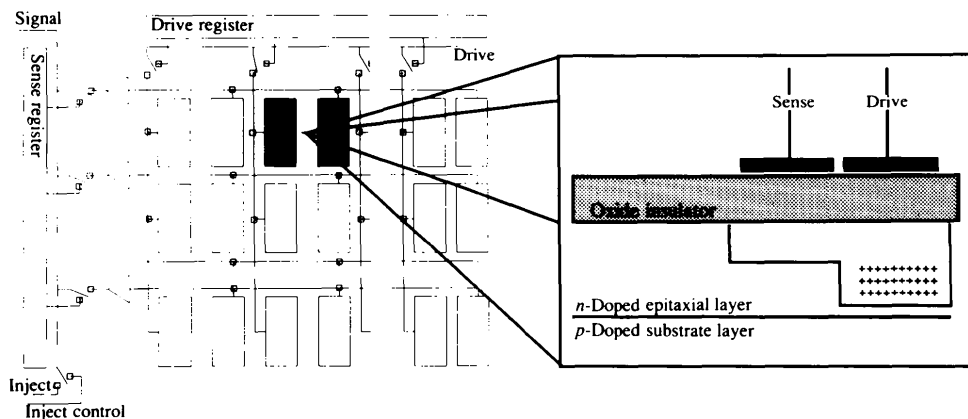 Signal
Drive register
Sense register
Drive
Sense
Drive
Oxide insulator
n-Doped epitaxial layer
p-Doped substrate layer
Inject
Inject control